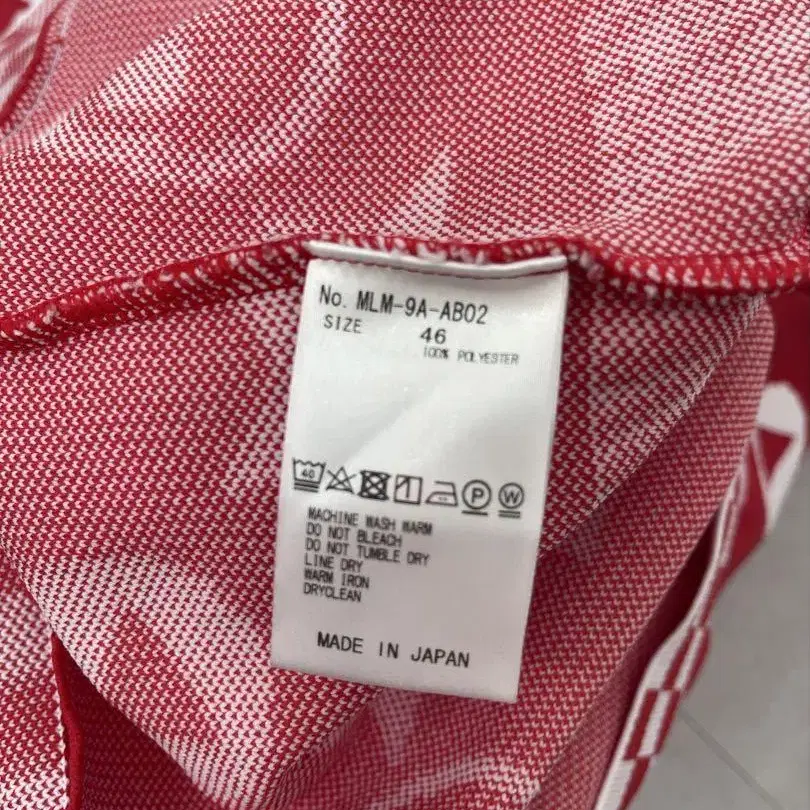 No. MLM-9A-AB02
SIZE 46
100% POLYESTER
40 P W
MACHINE WASH WARM
DO NOT BLEACH
DO NOT TUMBLE DRY
LINE DRY
WARM IRON
DRYCLEAN
MADE IN JAPAN